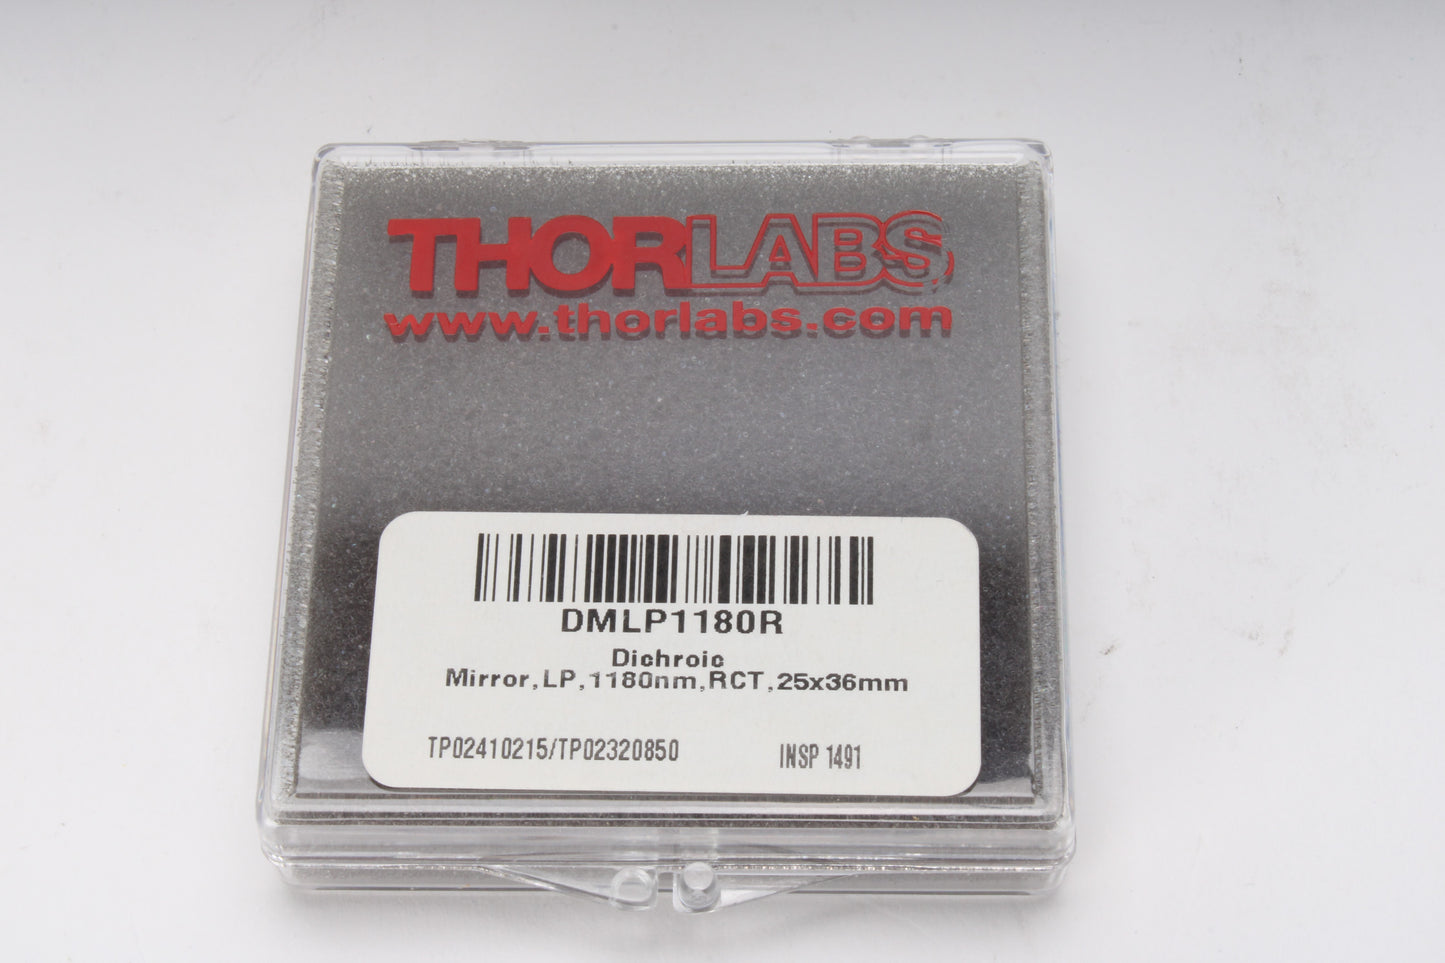 THORLABS
www.thorlabs.com
DMLP1180R
Dichroic
Mirror,LP,1180nm,RCT,25x36mm
TP02410215/TP02320850 INSP 1491